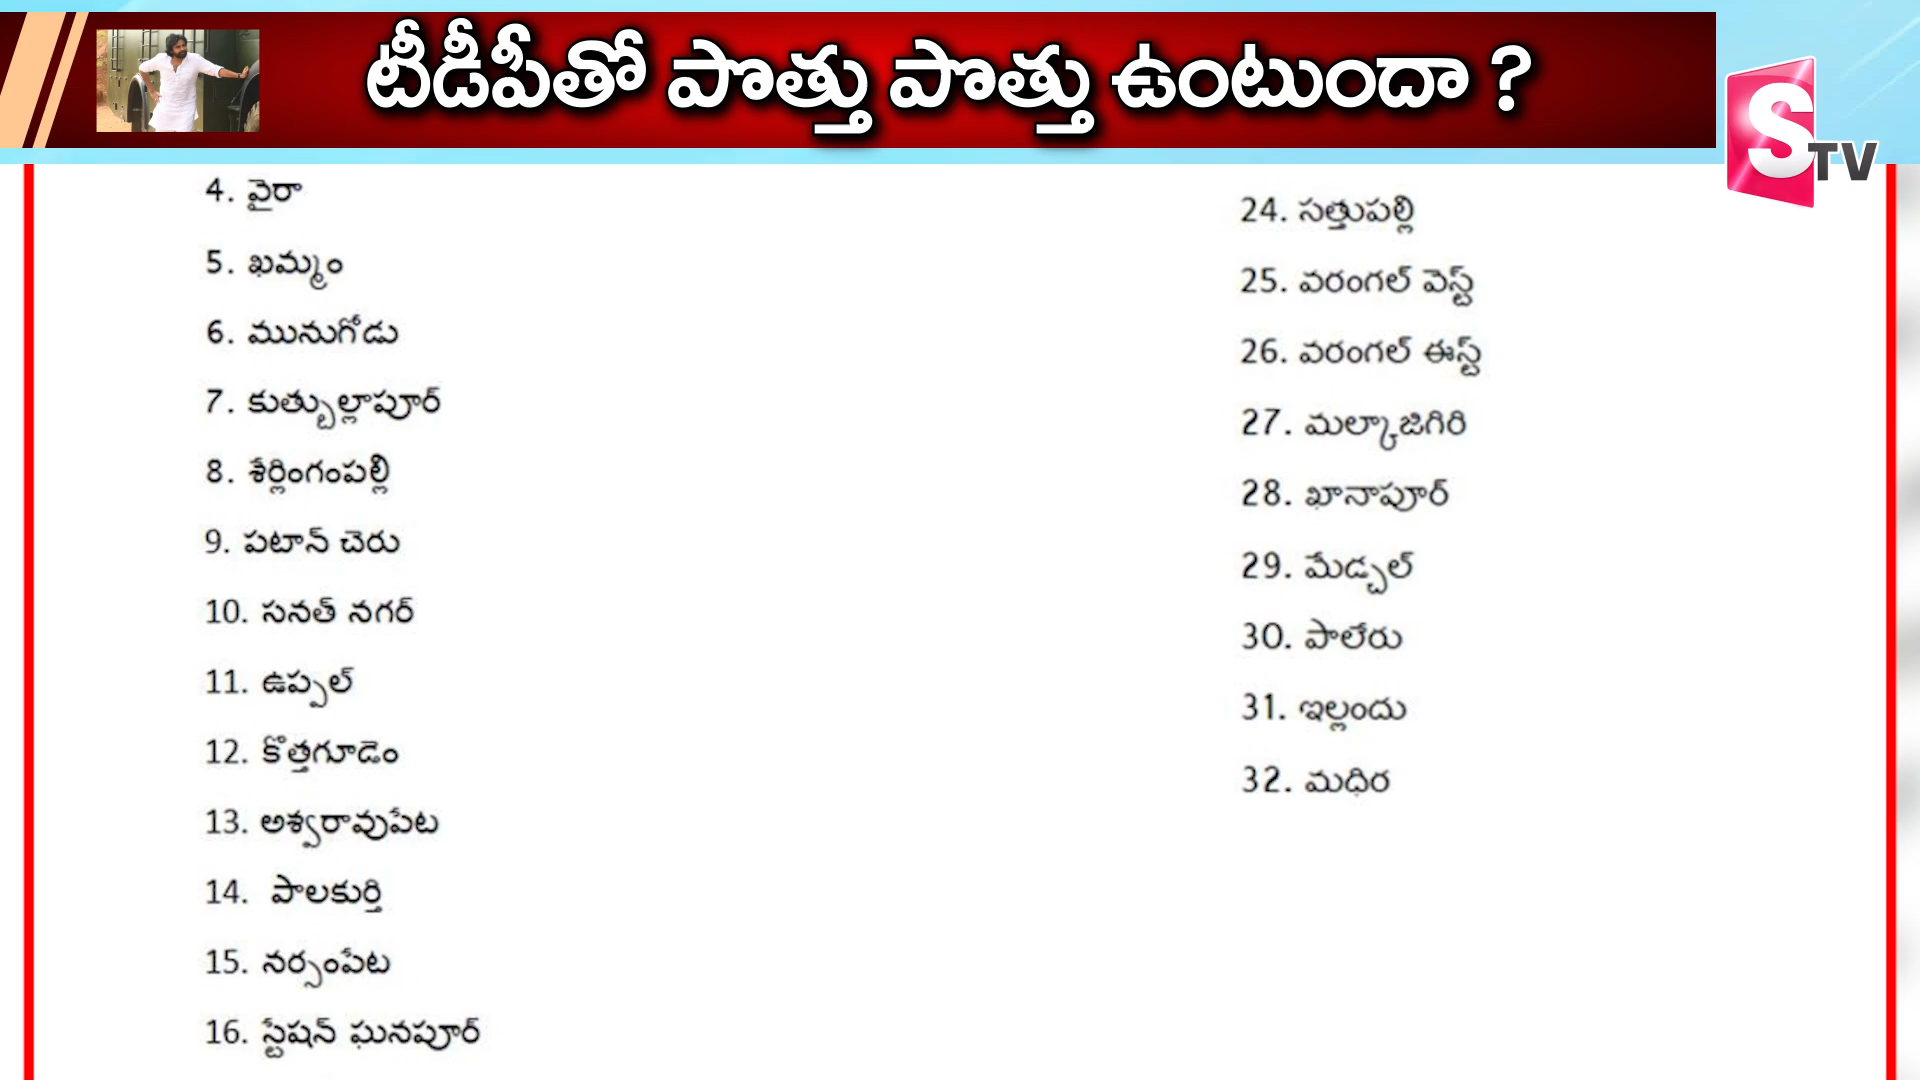 టీడీపీతో పొత్తు పొత్తు ఉంటుందా ?
S TV
4. వైరా
5. ఖమ్మం
6. మునుగోడు
7. కుత్బుల్లాపూర్
8. శేర్లింగంపల్లి
9. పటాన్ చెరు
10. సనత్ నగర్
11. ఉప్పల్
12. కొత్తగూడెం
13. అశ్వరావుపేట
14. పాలకుర్తి
15. నర్సంపేట
16. స్టేషన్ ఘనపూర్
24. సత్తుపల్లి
25. వరంగల్ వెస్ట్
26. వరంగల్ ఈస్ట్
27. మల్కాజిగిరి
28. ఖానాపూర్
29. మేడ్చల్
30. పాలేరు
31. ఇల్లందు
32. మధిర